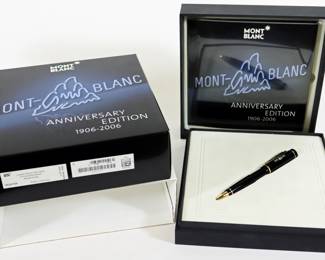 MONT
BLANC
MONT BLANC
ANNIVERSARY
EDITION
1906-2006
MONT
BLANC
MONT BLANC
ANNIVERSARY
EDITION
1906-2006